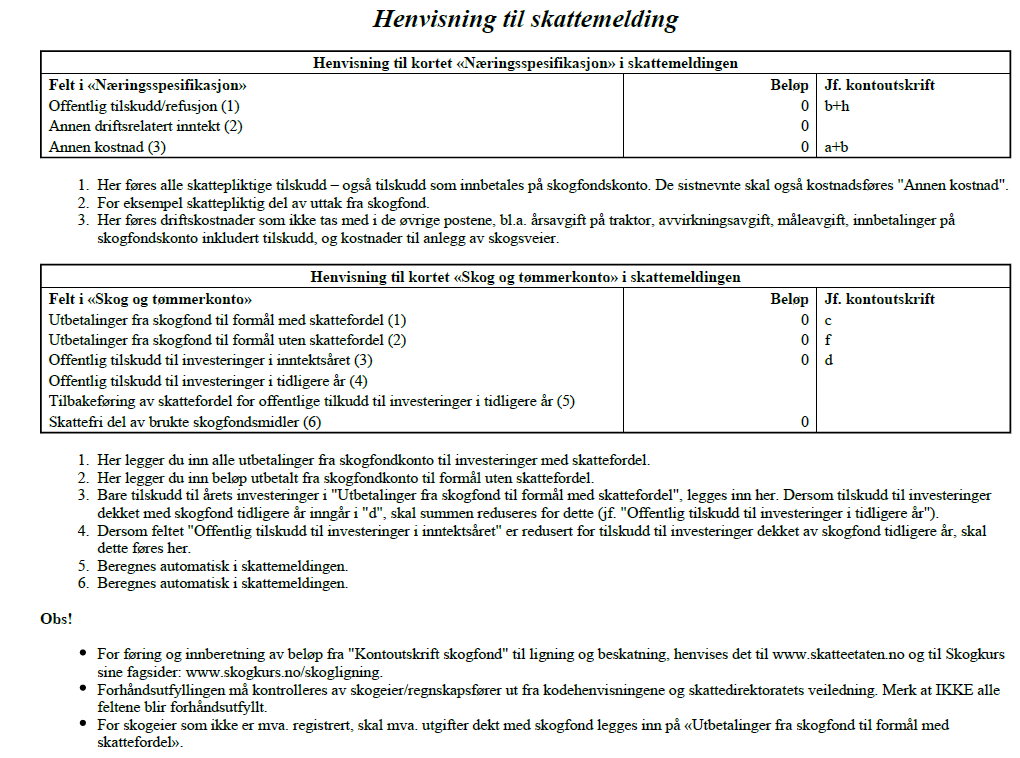 Henvisning til skattemelding
Henvisning til kortet «Næringsspesifikasjon» i skattemeldingen
Felt i «Næringsspesifikasjon» Beløp Jf. kontoutskrift
Offentlig tilskudd/refusjon (1) 0 b+h
Annen driftsrelatert inntekt (2) 0
Annen kostnad (3) 0 a+b
1. Her føres alle skattepliktige tilskudd – også tilskudd som innbetales på skogfondskonto. De sistnevnte skal også kostnadsføres "Annen kostnad".
2. For eksempel skattepliktig del av uttak fra skogfond.
3. Her føres driftskostnader som ikke tas med i de øvrige postene, bl.a. årsavgift på traktor, avvirkningsavgift, måleavgift, innbetalinger på
skogfondskonto inkludert tilskudd, og kostnader til anlegg av skogsveier.
Henvisning til kortet «Skog og tømmerkonto» i skattemeldingen
Felt i «Skog og tømmerkonto» Beløp Jf. kontoutskrift
Utbetalinger fra skogfond til formål med skattefordel (1) 0 c
Utbetalinger fra skogfond til formål uten skattefordel (2) 0 f
Offentlig tilskudd til investeringer i inntektsåret (3) 0 d
Offentlig tilskudd til investeringer i tidligere år (4)
Tilbakeføring av skattefordel for offentlige tilkudd til investeringer i tidligere år (5)
Skattefri del av brukte skogfondsmidler (6) 0
1. Her legger du inn alle utbetalinger fra skogfondkonto til investeringer med skattefordel.
2. Her legger du inn beløp utbetalt fra skogfondkonto til formål uten skattefordel.
3. Bare tilskudd til årets investeringer i "Utbetalinger fra skogfond til formål med skattefordel", legges inn her. Dersom tilskudd til investeringer
dekket med skogfond tidligere år inngår i "d", skal summen reduseres for dette (jf. "Offentlig tilskudd til investeringer i tidligere år").
4. Dersom feltet "Offentlig tilskudd til investeringer i inntektsåret" er redusert for tilskudd til investeringer dekket av skogfond tidligere år, skal
dette føres her.
5. Beregnes automatisk i skattemeldingen.
6. Beregnes automatisk i skattemeldingen.
Obs!
• For føring og innberetning av beløp fra "Kontoutskrift skogfond" til ligning og beskatning, henvises det til www.skatteetaten.no og til Skogkurs
sine fagsider: www.skogkurs.no/skogligning.
• Forhåndsutfyllingen må kontrolleres av skogeier/regnskapsfører ut fra kodehenvisningene og skattedirektoratets veiledning. Merk at IKKE alle
feltene blir forhåndsutfyllt.
• For skogeier som ikke er mva. registrert, skal mva. utgifter dekt med skogfond legges inn på «Utbetalinger fra skogfond til formål med
skattefordel».